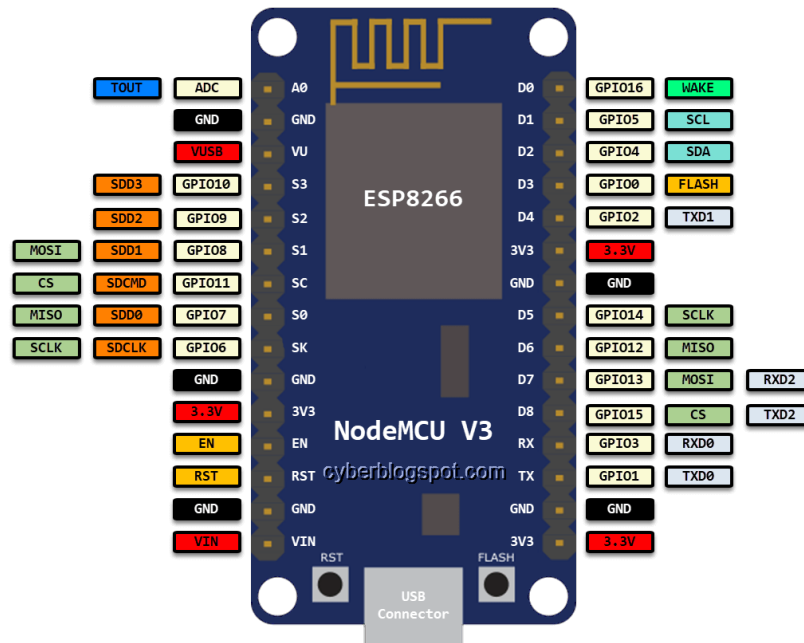 TOUT ADC A0 D0 GPIO16 WAKE
GND GND D1 GPIO5 SCL
VUSB VU D2 GPIO4 SDA
SDD3 GPIO10 S3 D3 GPIO0 FLASH
ESP8266
SDD2 GPIO9 S2 D4 GPIO2 TXD1
MOSI SDD1 GPIO8 S1 3V3 3.3V
CS SDCMD GPIO11 SC GND GND
MISO SDD0 GPIO7 S0 D5 GPIO14 SCLK
SCLK SDCLK GPIO6 SK D6 GPIO12 MISO
GND GND D7 GPIO13 MOSI RXD2
3.3V 3V3 D8 GPIO15 CS TXD2
NodeMCU V3
EN EN RX GPIO3 RXD0
cyberblogspot.com
RST RST TX GPIO1 TXD0
GND GND GND GND
VIN VIN 3V3 3.3V
RST FLASH
USB
Connector